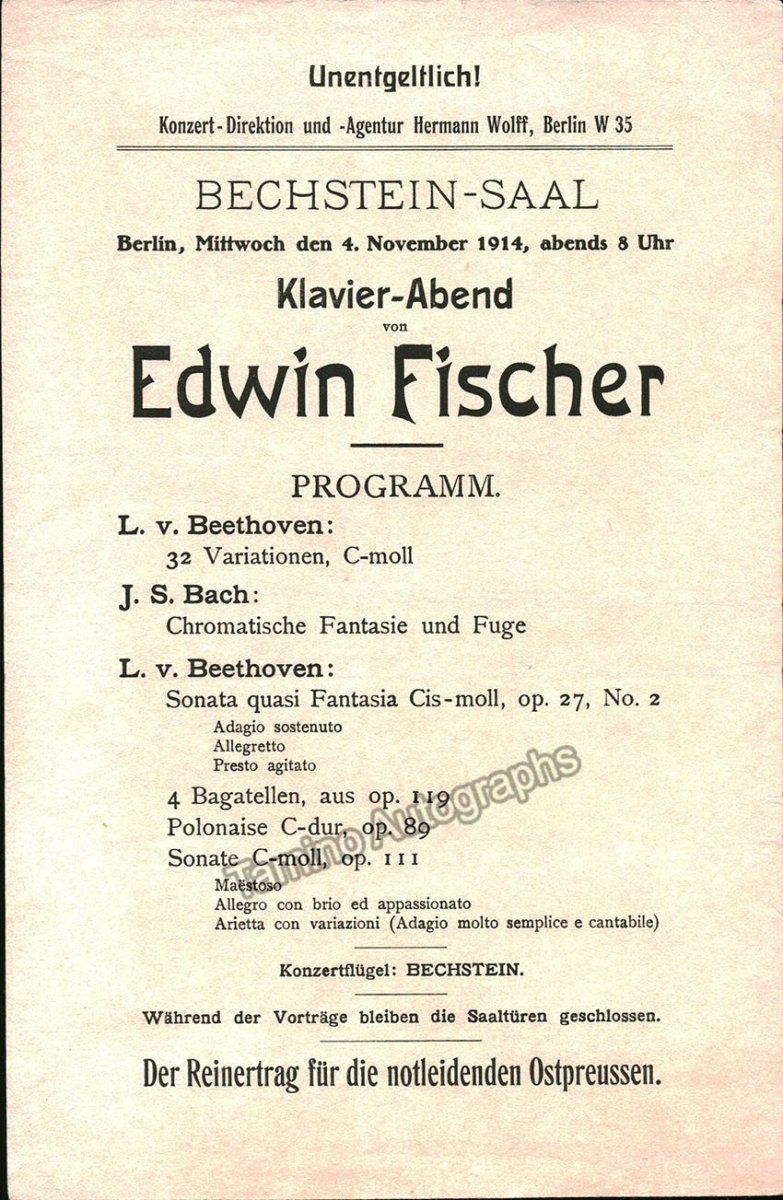 Unentgeltlich!
Konzert-Direktion und -Agentur Hermann Wolff, Berlin W 35
BECHSTEIN-SAAL
Berlin, Mittwoch den 4. November 1914, abends 8 Uhr
Klavier-Abend
von
Edwin Fischer
PROGRAMM.
L. v. Beethoven:
32 Variationen, C-moll
J. S. Bach:
Chromatische Fantasie und Fuge
L. v. Beethoven:
Sonata quasi Fantasia Cis-moll, op. 27, No. 2
Adagio sostenuto
Allegretto
Presto agitato
4 Bagatellen, aus op. 119
Polonaise C-dur, op. 89
Sonate C-moll, op. 111
Maëstoso
Allegro con brio ed appassionato
Arietta con variazioni (Adagio molto semplice e cantabile)
Konzertflügel: BECHSTEIN.
Während der Vorträge bleiben die Saaltüren geschlossen.
Der Reinertrag für die notleidenden Ostpreussen.
Tamino Autographs